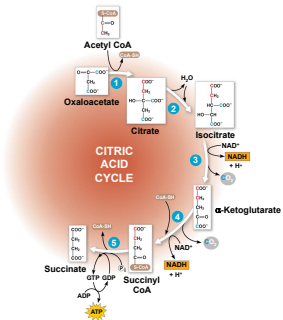 S-CoA
C=O
CH₃
Acetyl CoA
CoA-SH
1
O=C-COO⁻
CH₂
COO⁻
Oxaloacetate
COO⁻
CH₂
COO⁻
CH₂
COO⁻
Citrate
H₂O
2
COO⁻
CH₂
HC-COO⁻
HO-CH
COO⁻
Isocitrate
NAD⁺
NADH
+ H⁺
3
CO₂
CITRIC
ACID
CYCLE
COO⁻
CH₂
CH₂
C=O
COO⁻
α-Ketoglutarate
CoA-SH
4
NAD⁺
CO₂
NADH
+ H⁺
COO⁻
CH₂
CH₂
C=O
S-CoA
Succinyl
CoA
CoA-SH
5
Pᵢ
COO⁻
CH₂
CH₂
COO⁻
Succinate
GTP GDP
ADP
ATP